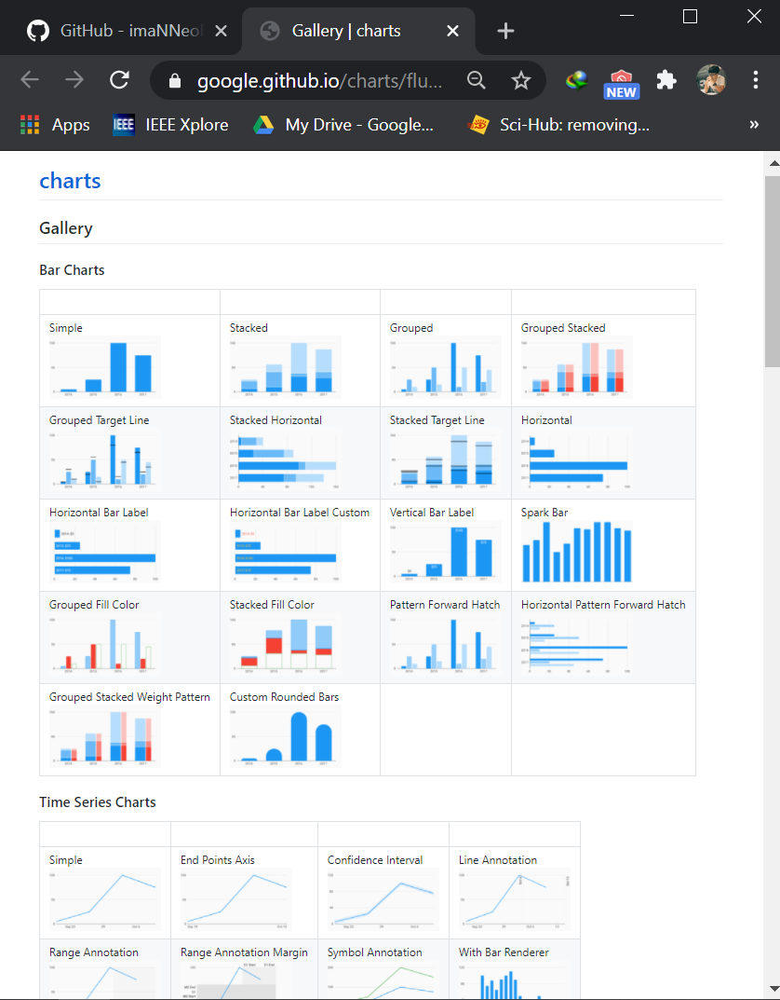 GitHub - imaNNeo
Gallery | charts
google.github.io/charts/flu...
NEW
Apps
IEEE
IEEE Xplore
My Drive - Google...
Sci-Hub: removing...
»
charts
Gallery
Bar Charts
Simple
Stacked
Grouped
Grouped Stacked
Grouped Target Line
Stacked Horizontal
Stacked Target Line
Horizontal
Horizontal Bar Label
Horizontal Bar Label Custom
Vertical Bar Label
Spark Bar
Grouped Fill Color
Stacked Fill Color
Pattern Forward Hatch
Horizontal Pattern Forward Hatch
Grouped Stacked Weight Pattern
Custom Rounded Bars
Time Series Charts
Simple
End Points Axis
Confidence Interval
Line Annotation
Range Annotation
Range Annotation Margin
Symbol Annotation
With Bar Renderer